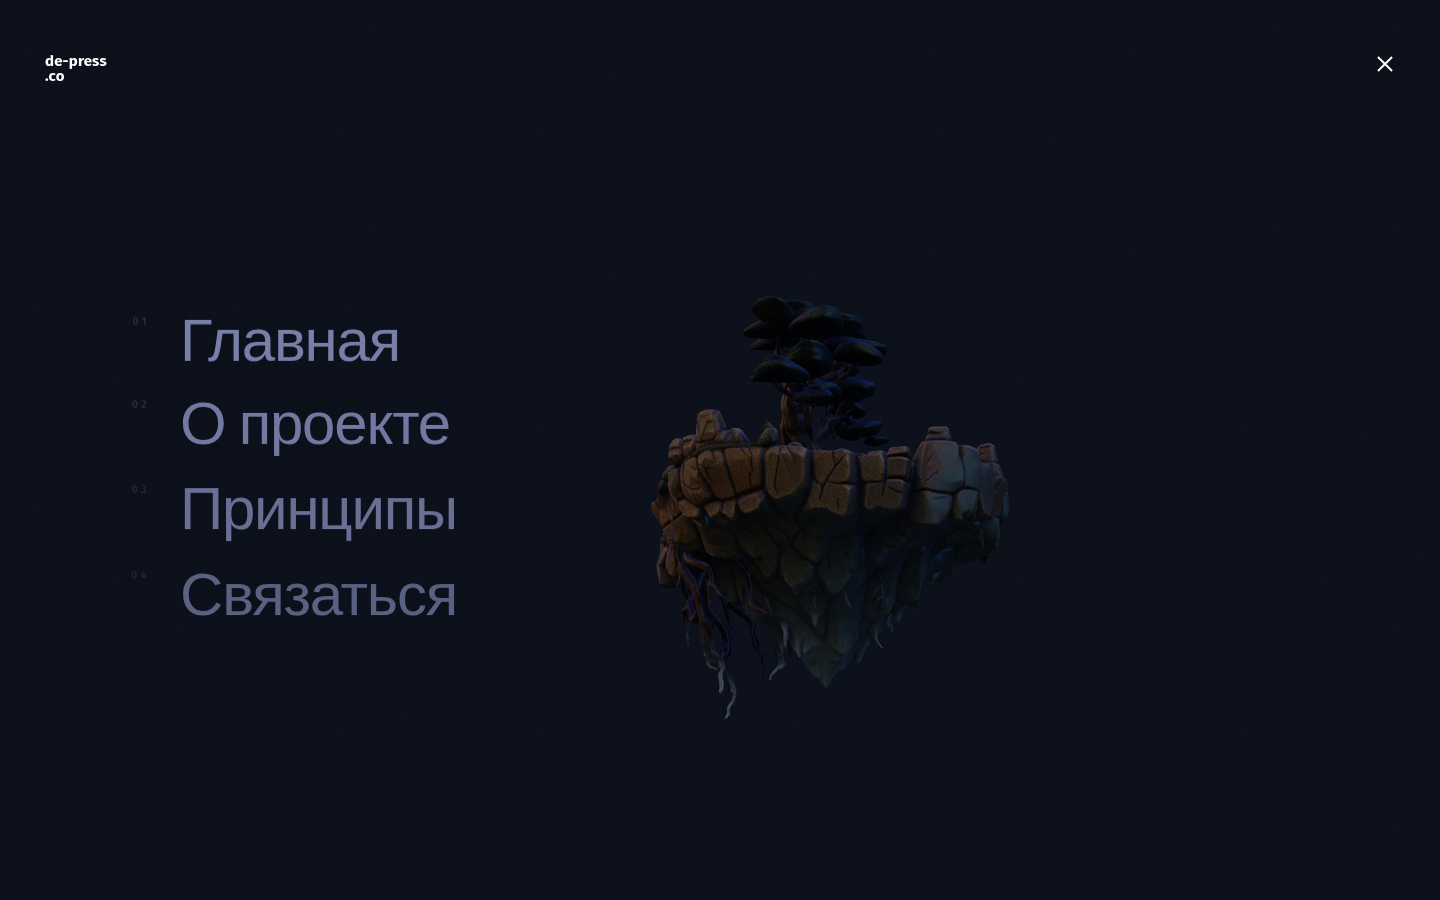 de-press
.co
01
Главная
02
О проекте
03
Принципы
04
Связаться